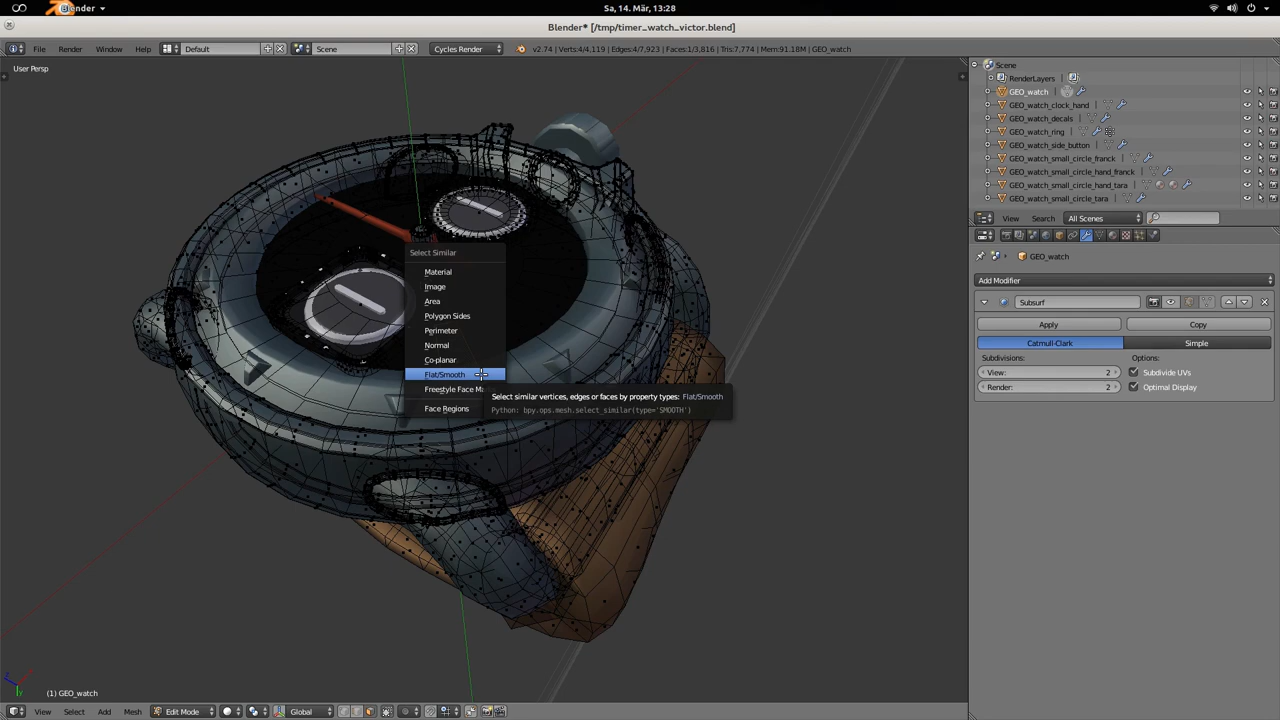 Blender
Sa, 14. Mär, 13:28
Blender* [/tmp/timer_watch_victor.blend]
File Render Window Help Default Scene Cycles Render v2.74 | Verts:4/4,119 | Edges:4/7,923 | Faces:1/3,816 | Tris:7,774 | Mem:91.18M | GEO_watch
User Persp
Scene
RenderLayers
GEO_watch
GEO_watch_clock_hand
GEO_watch_decals
GEO_watch_ring
GEO_watch_side_button
GEO_watch_small_circle_franck
GEO_watch_small_circle_hand_franck
GEO_watch_small_circle_hand_tara
GEO_watch_small_circle_tara
View Search All Scenes
GEO_watch
Add Modifier
Subsurf
Apply Copy
Catmull-Clark Simple
Subdivisions: Options:
View: 2 Subdivide UVs
Render: 2 Optimal Display
Select Similar
Material
Image
Area
Polygon Sides
Perimeter
Normal
Co-planar
Flat/Smooth
Freestyle Face Ma
Face Regions
Select similar vertices, edges or faces by property types: Flat/Smooth
Python: bpy.ops.mesh.select_similar(type='SMOOTH')
(1) GEO_watch
View Select Add Mesh Edit Mode Global